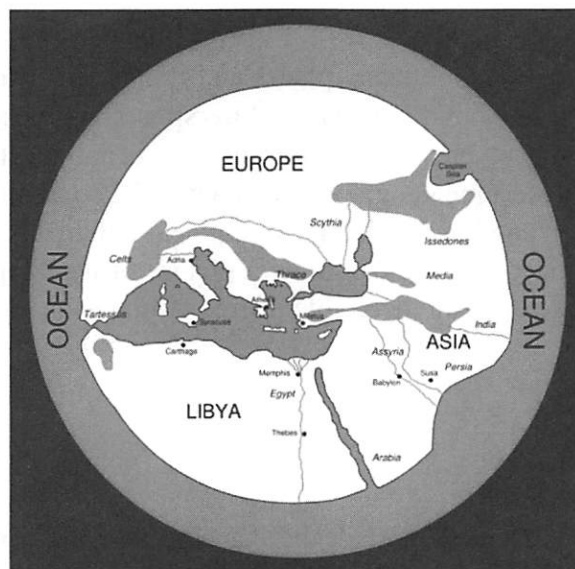 EUROPE
Caspian
Sea
Scythia
Issedones
Celts
Adria
Thrace
Media
OCEAN
OCEAN
Tartessus
Syracuse
Athens
Miletus
India
ASIA
Carthage
Assyria
Memphis
Susa
Persia
Babylon
Egypt
LIBYA
Thebes
Arabia